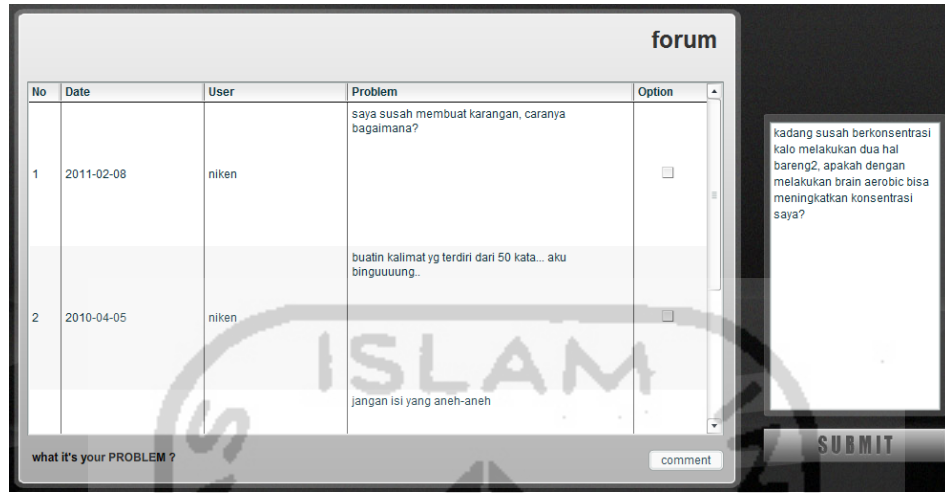 forum
No Date User Problem Option
saya susah membuat karangan, caranya
bagaimana?
1 2011-02-08 niken
buatin kalimat yg terdiri dari 50 kata... aku
binguuuung..
2 2010-04-05 niken
jangan isi yang aneh-aneh
what it's your PROBLEM ?
comment
kadang susah berkonsentrasi
kalo melakukan dua hal
bareng2, apakah dengan
melakukan brain aerobic bisa
meningkatkan konsentrasi
saya?
SUBMIT
ISLAM